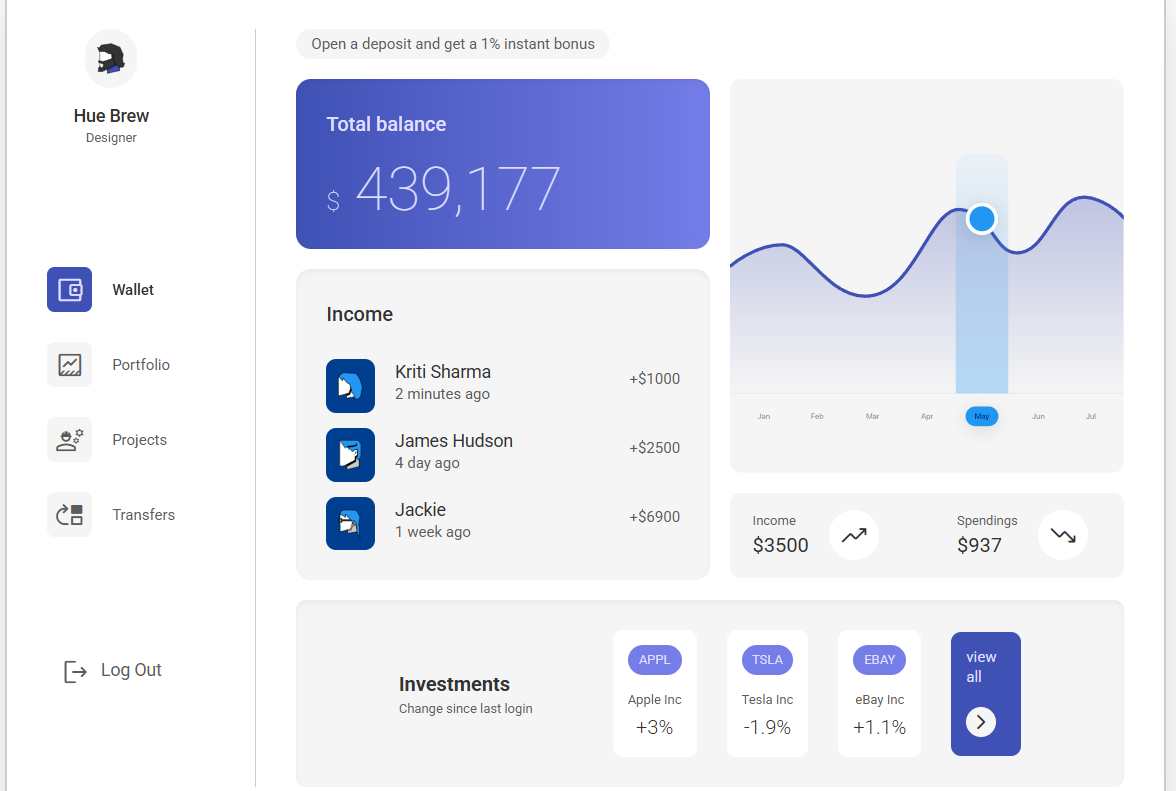 Hue Brew
Designer
Wallet
Portfolio
Projects
Transfers
Log Out
Open a deposit and get a 1% instant bonus
Total balance
$ 439,177
Income
Kriti Sharma
2 minutes ago
+$1000
James Hudson
4 day ago
+$2500
Jackie
1 week ago
+$6900
Jan Feb Mar Apr May Jun Jul
Income
$3500
Spendings
$937
Investments
Change since last login
APPL
Apple Inc
+3%
TSLA
Tesla Inc
-1.9%
EBAY
eBay Inc
+1.1%
view
all